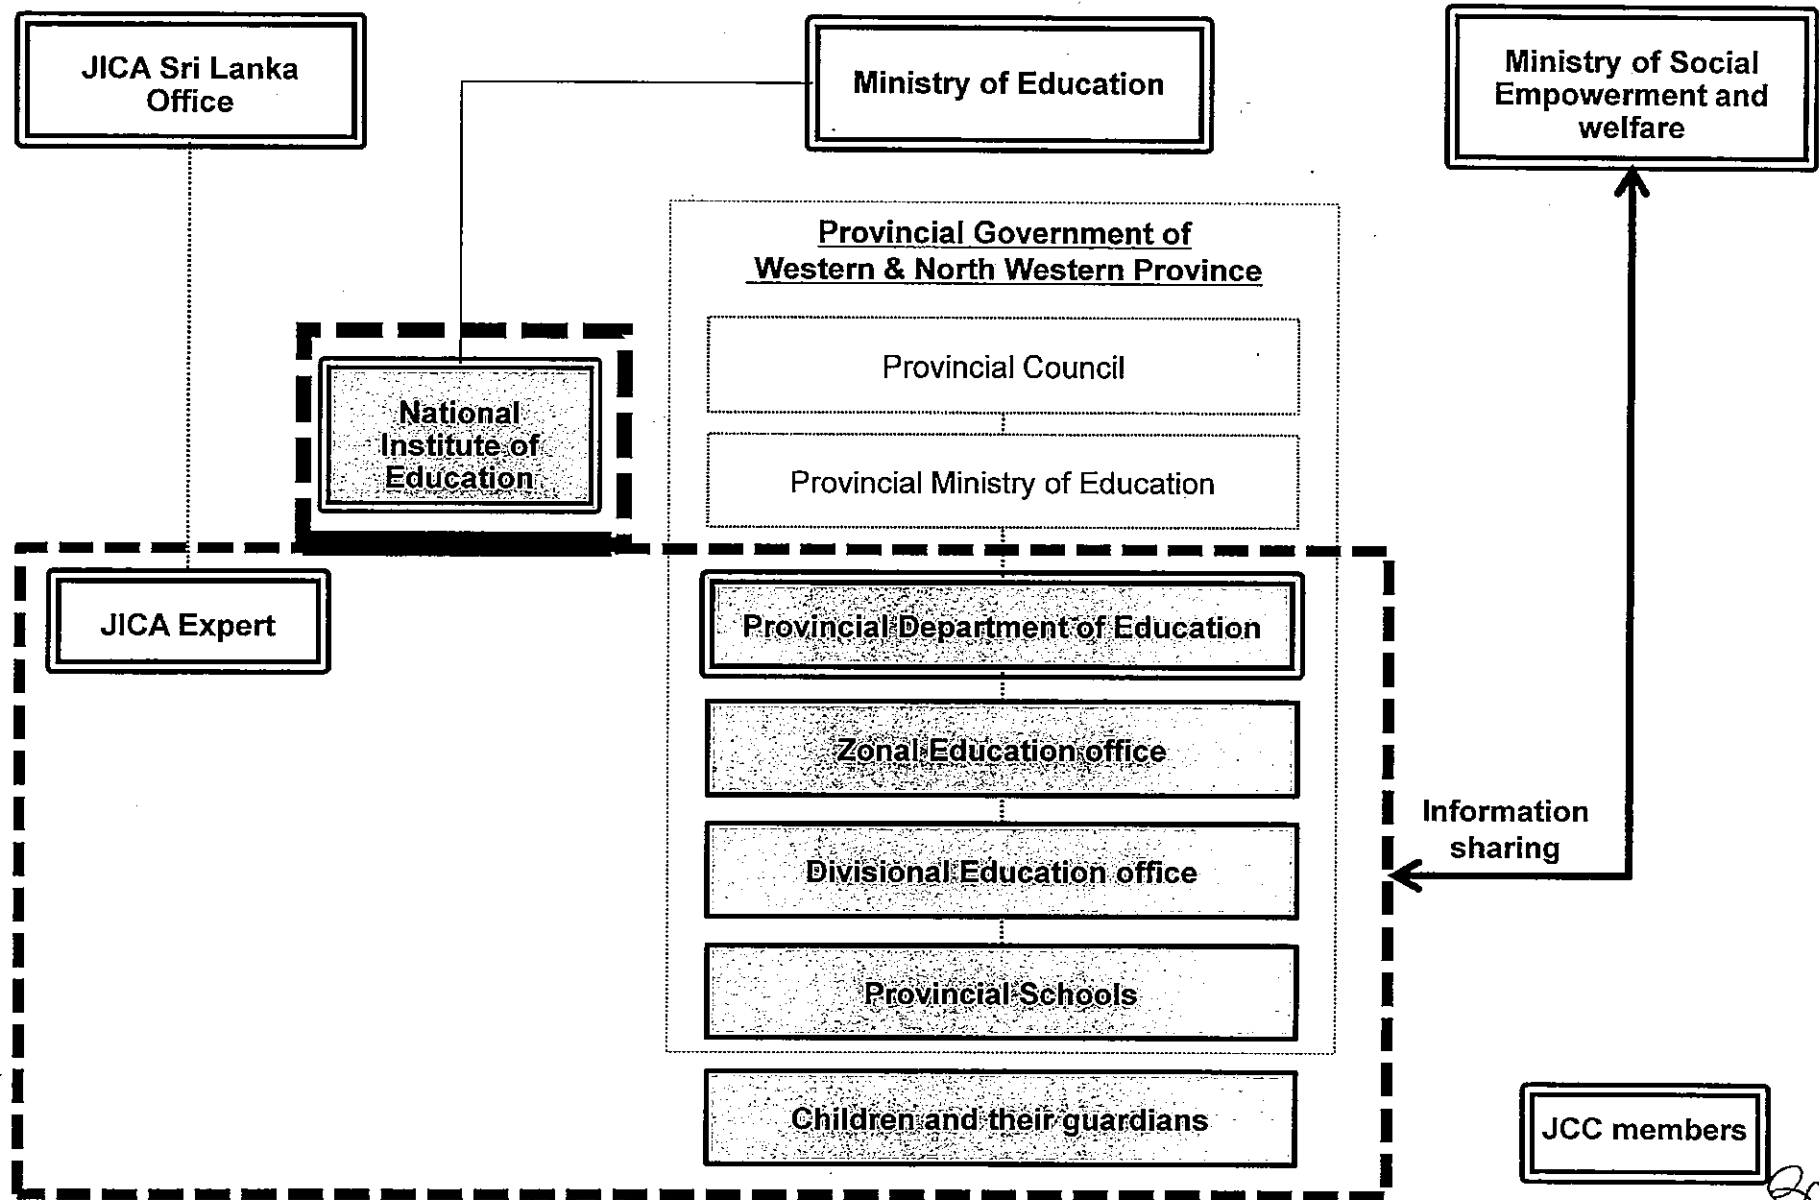 JICA Sri Lanka
Office
Ministry of Education
Ministry of Social
Empowerment and
welfare
Provincial Government of
Western & North Western Province
Provincial Council
National
Institute of
Education
Provincial Ministry of Education
JICA Expert
Provincial Department of Education
Zonal Education office
Information
sharing
Divisional Education office
Provincial Schools
Children and their guardians
JCC members